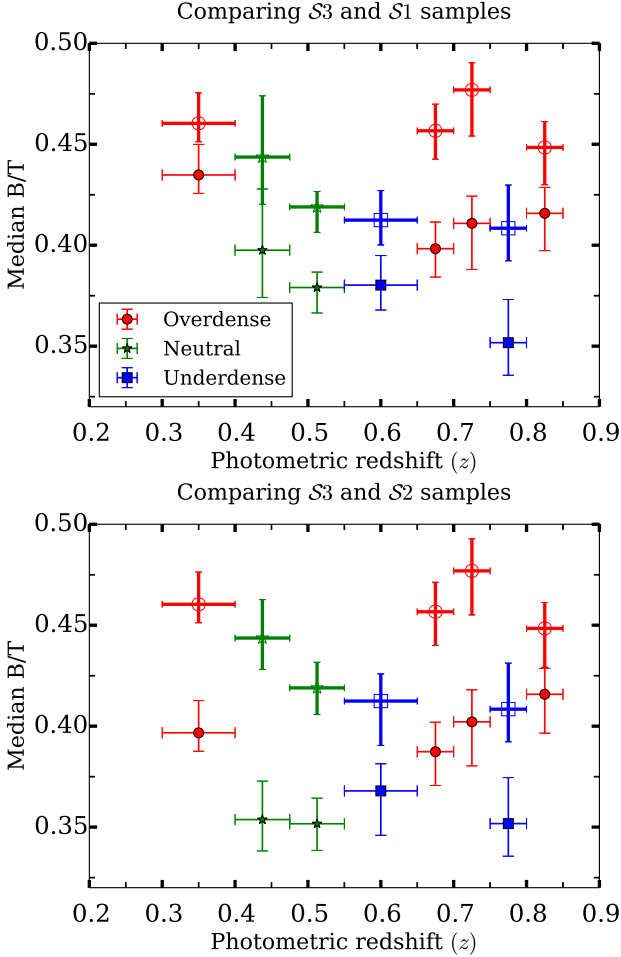 Comparing 𝒮3 and 𝒮1 samples
0.50
0.45
0.40
0.35
Median B/T
Overdense
Neutral
Underdense
0.2 0.3 0.4 0.5 0.6 0.7 0.8 0.9
Photometric redshift (z)
Comparing 𝒮3 and 𝒮2 samples
0.50
0.45
0.40
0.35
Median B/T
0.2 0.3 0.4 0.5 0.6 0.7 0.8 0.9
Photometric redshift (z)